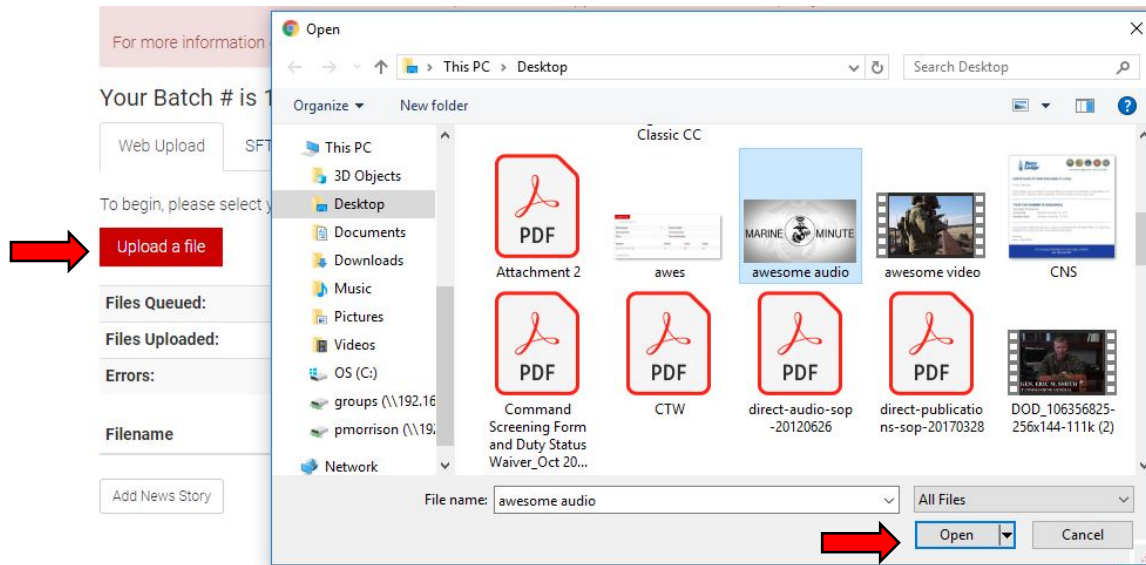 For more information
Your Batch # is 1
Web Upload
SFT
To begin, please select y
Upload a file
Files Queued:
Files Uploaded:
Errors:
Filename
Add News Story
Open
This PC > Desktop
Search Desktop
Organize
New folder
This PC
3D Objects
Desktop
Documents
Downloads
Music
Pictures
Videos
OS (C:)
groups (\\192.16
pmorrison (\\192
Network
Classic CC
PDF
Attachment 2
awes
MARINE MINUTE
awesome audio
awesome video
CNS
PDF
Command
Screening Form
and Duty Status
Waiver_Oct 20...
PDF
CTW
PDF
direct-audio-sop
-20120626
PDF
direct-publicatio
ns-sop-20170328
GEN. ERIC M. SMITH
DOD_106356825-
256x144-111k (2)
File name:
awesome audio
All Files
Open
Cancel